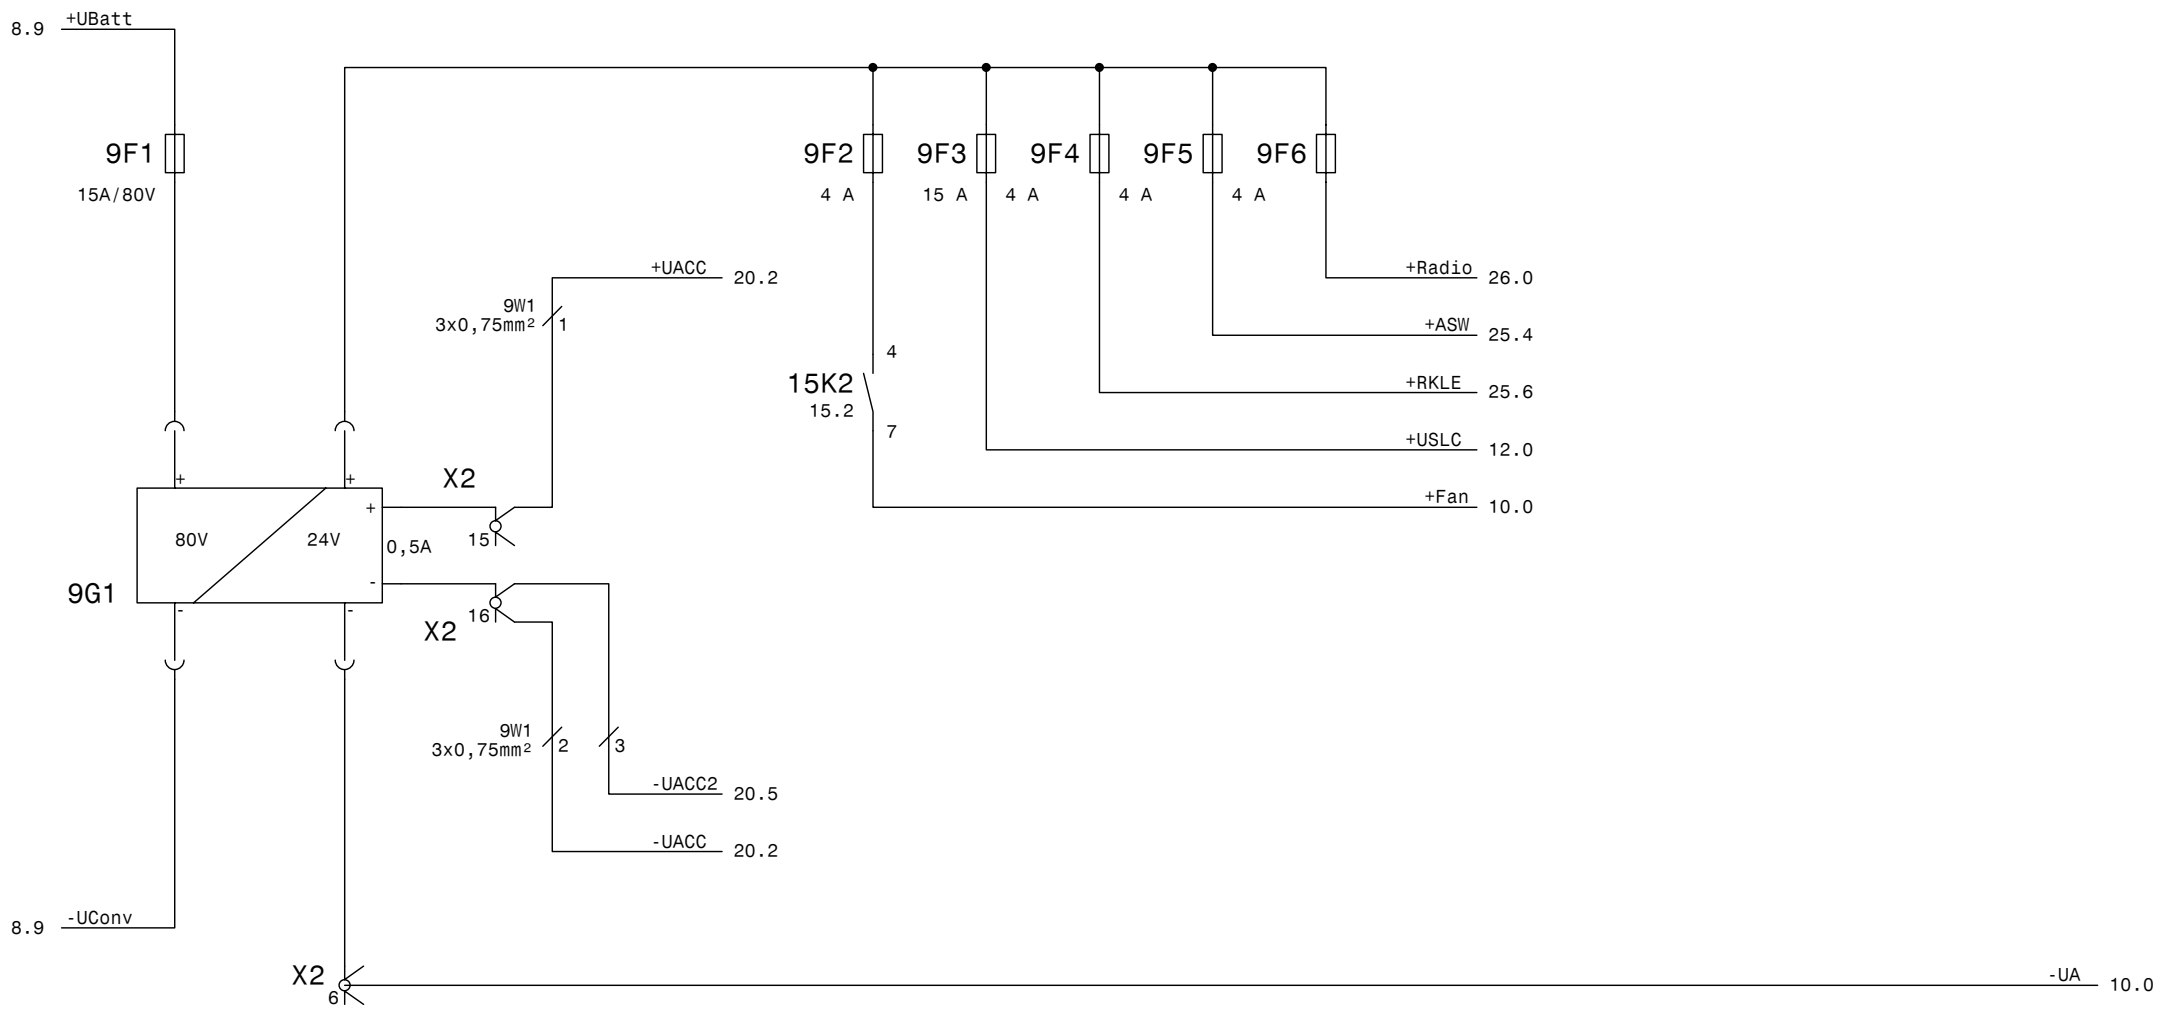 +UBatt
8.9
9F1
15A/80V
9F2
9F3
9F4
9F5
9F6
4 A
15 A
4 A
4 A
4 A
+UACC
20.2
9W1
3x0,75mm²
1
+Radio
26.0
+ASW
25.4
+RKLE
25.6
+USLC
12.0
+Fan
10.0
4
15K2
15.2
7
X2
+
+
+
80V
24V
0,5A
15
-
9G1
-
-
16
X2
9W1
3x0,75mm²
2
3
-UACC2
20.5
-UACC
20.2
-UConv
8.9
X2
6
-UA
10.0